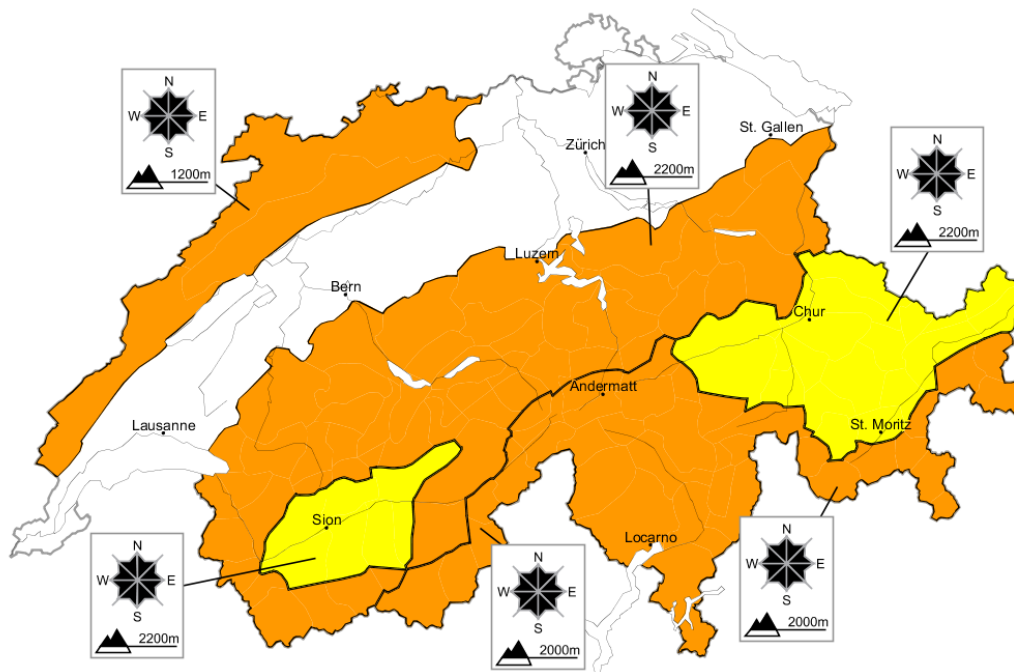 N
W E
S
1200m
N
W E
S
2200m
N
W E
S
2200m
St. Gallen
Zürich
Luzern
Bern
Chur
Andermatt
St. Moritz
Lausanne
Sion
Locarno
N
W E
S
2200m
N
W E
S
2000m
N
W E
S
2000m